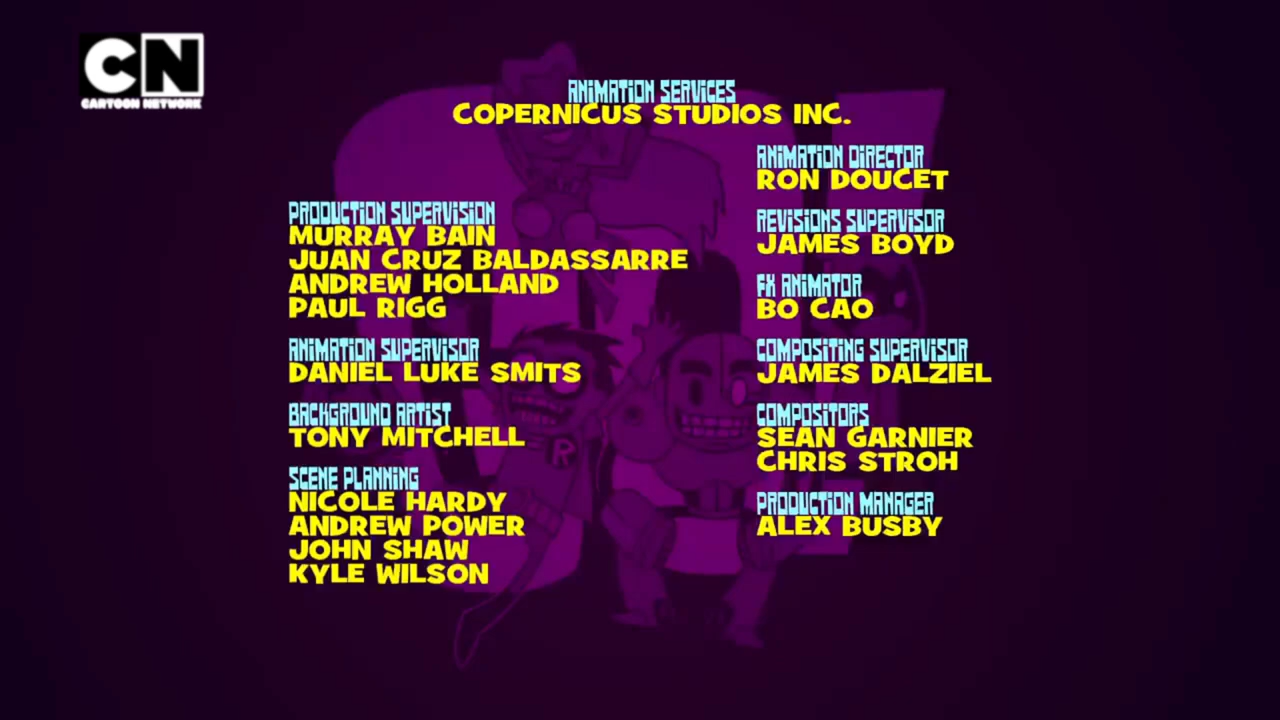 CN
CARTOON NETWORK
ANIMATION SERVICES
COPERNICUS STUDIOS INC.
PRODUCTION SUPERVISION
MURRAY BAIN
JUAN CRUZ BALDASSARRE
ANDREW HOLLAND
PAUL RIGG
ANIMATION SUPERVISOR
DANIEL LUKE SMITS
BACKGROUND ARTIST
TONY MITCHELL
SCENE PLANNING
NICOLE HARDY
ANDREW POWER
JOHN SHAW
KYLE WILSON
ANIMATION DIRECTOR
RON DOUCET
REVISIONS SUPERVISOR
JAMES BOYD
FX ANIMATOR
BO CAO
COMPOSITING SUPERVISOR
JAMES DALZIEL
COMPOSITORS
SEAN GARNIER
CHRIS STROH
PRODUCTION MANAGER
ALEX BUSBY
R